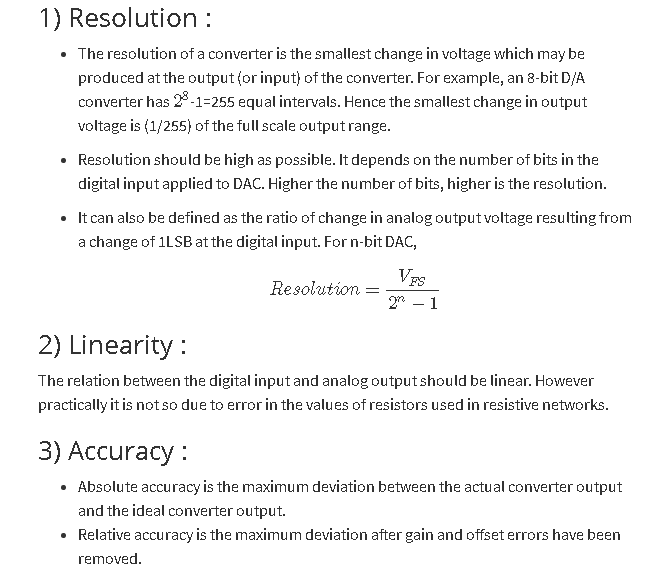 1) Resolution :
• The resolution of a converter is the smallest change in voltage which may be
produced at the output (or input) of the converter. For example, an 8-bit D/A
converter has 2⁸-1=255 equal intervals. Hence the smallest change in output
voltage is (1/255) of the full scale output range.
• Resolution should be high as possible. It depends on the number of bits in the
digital input applied to DAC. Higher the number of bits, higher is the resolution.
• It can also be defined as the ratio of change in analog output voltage resulting from
a change of 1LSB at the digital input. For n-bit DAC,
Resolution = V_FS / (2ⁿ − 1)
2) Linearity :
The relation between the digital input and analog output should be linear. However
practically it is not so due to error in the values of resistors used in resistive networks.
3) Accuracy :
• Absolute accuracy is the maximum deviation between the actual converter output
and the ideal converter output.
• Relative accuracy is the maximum deviation after gain and offset errors have been
removed.